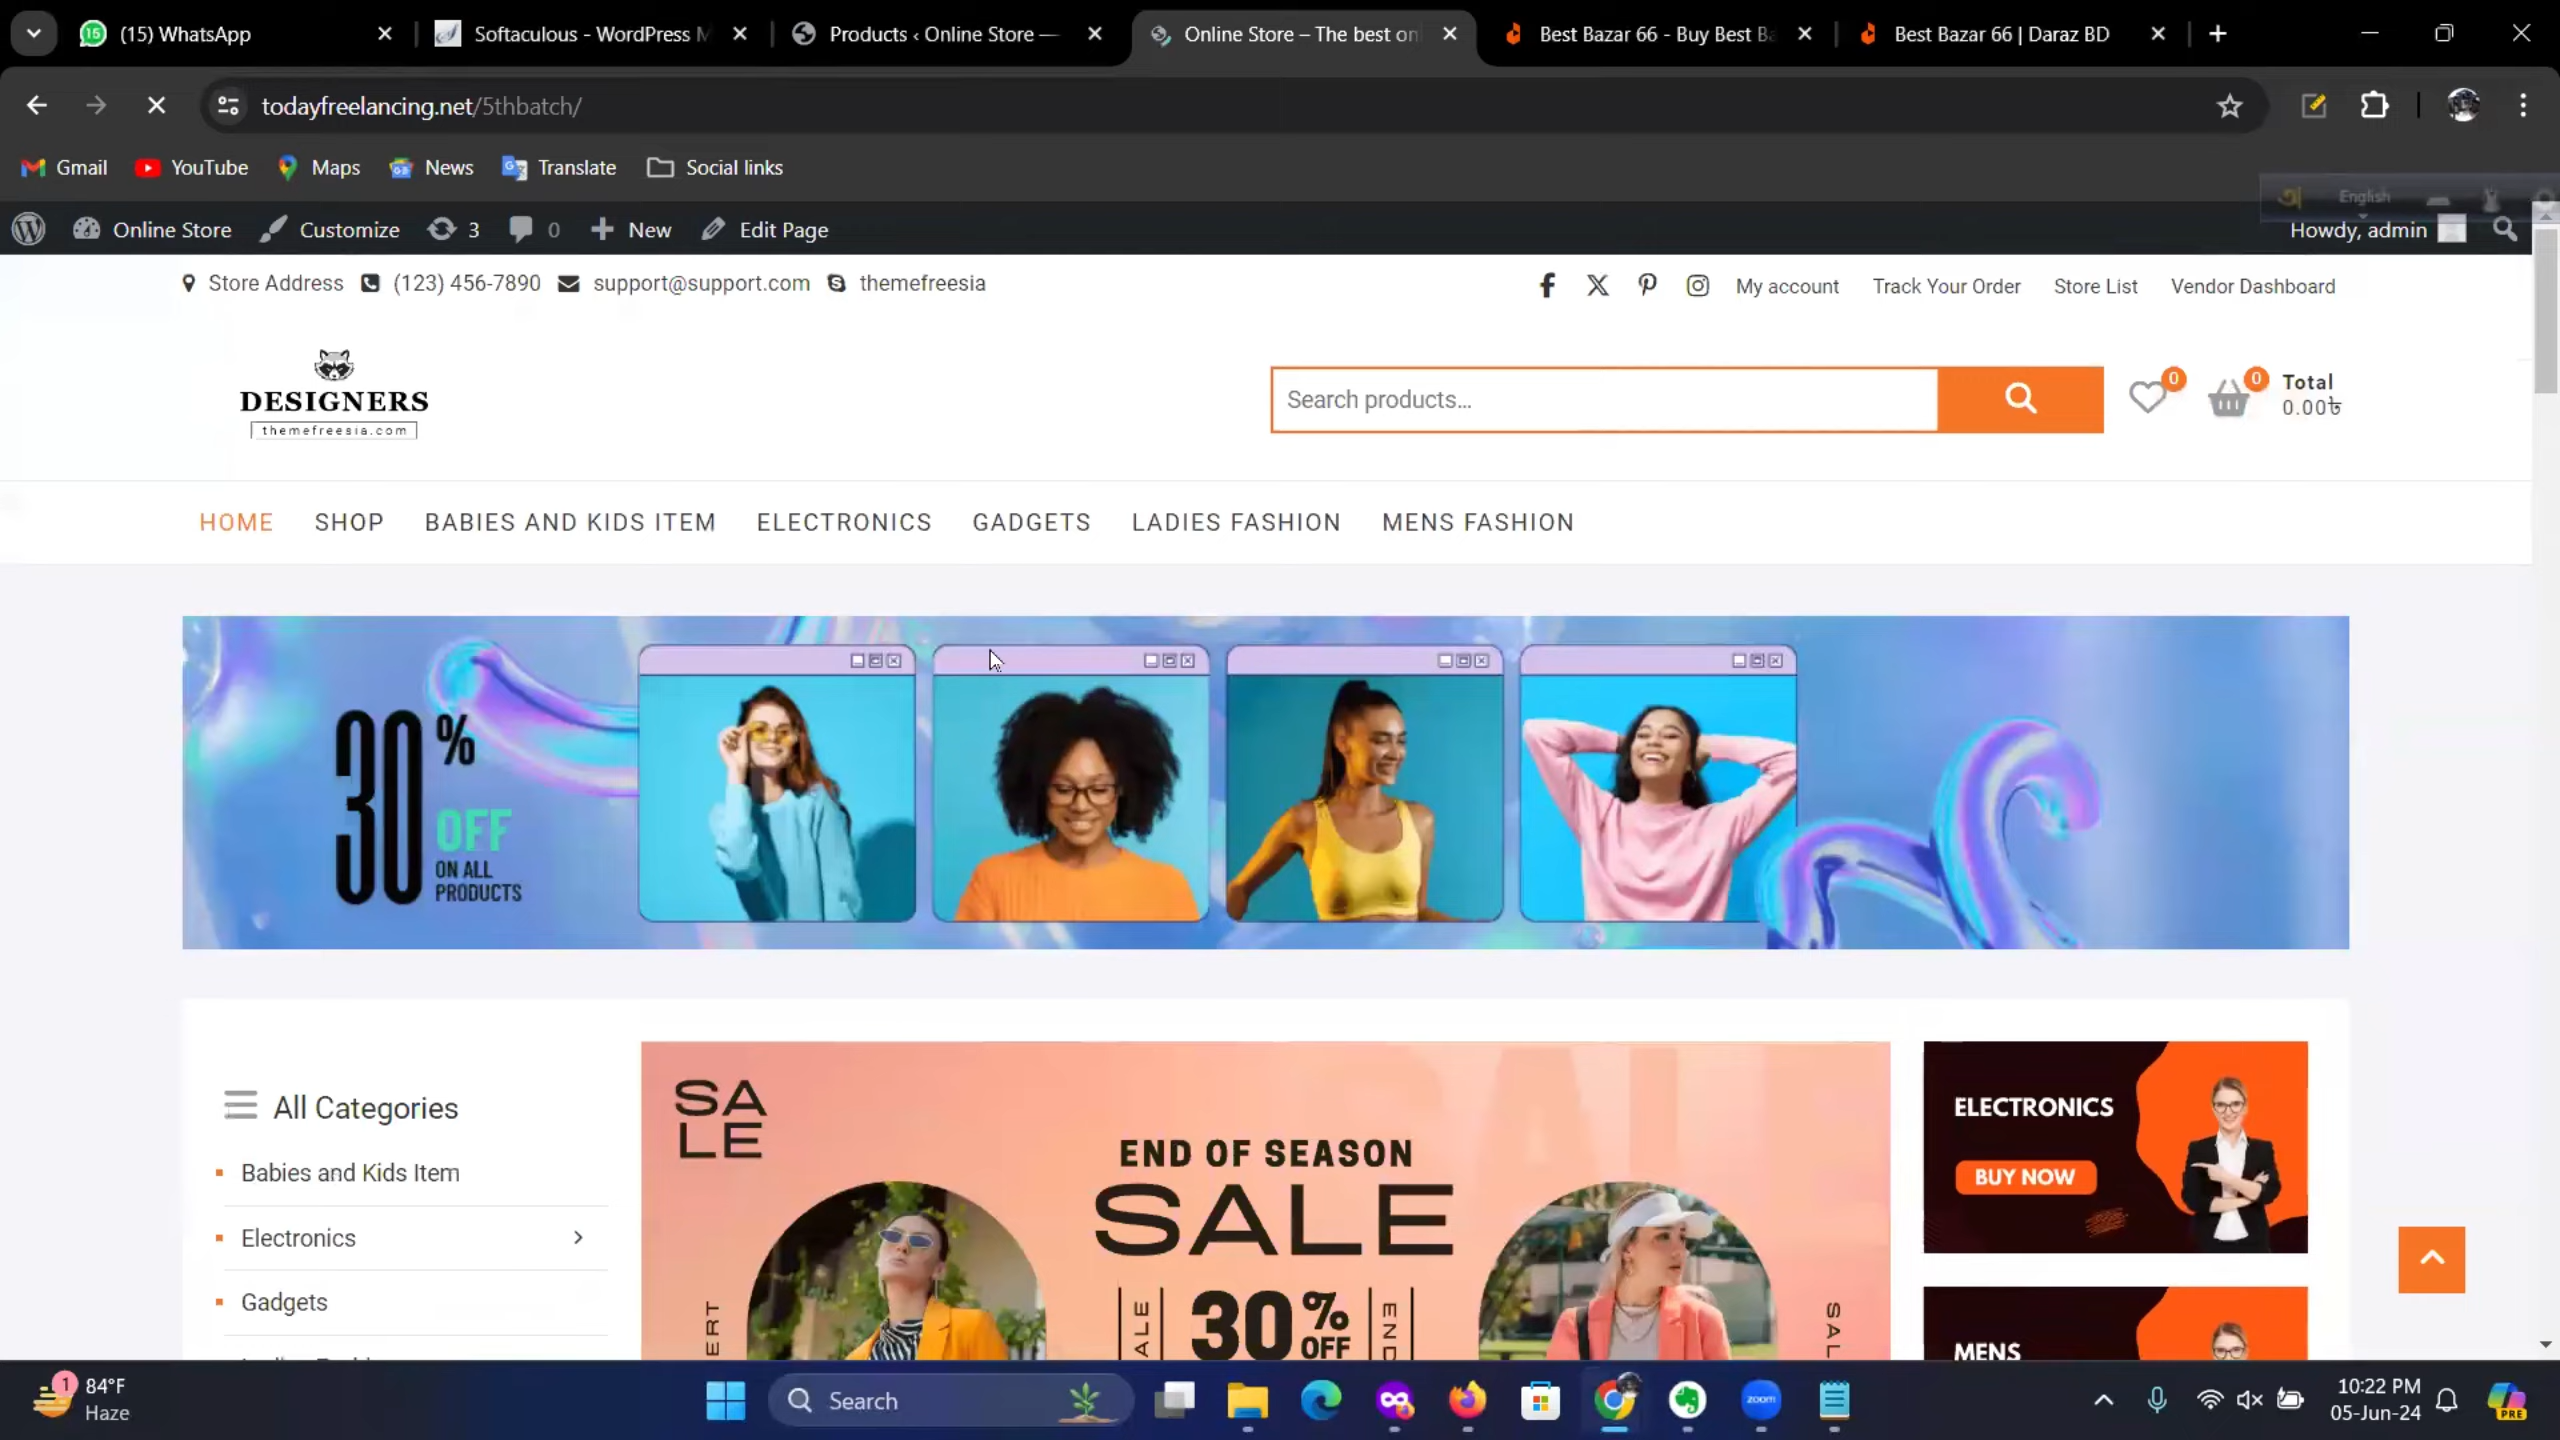 (15) WhatsApp
Softaculous - WordPress M
Products ‹ Online Store —
Online Store – The best on
Best Bazar 66 - Buy Best Ba
Best Bazar 66 | Daraz BD
todayfreelancing.net/5thbatch/
Gmail
YouTube
Maps
News
Translate
Social links
English
Online Store
Customize
3
0
New
Edit Page
Howdy, admin
Store Address
(123) 456-7890
support@support.com
themefreesia
My account
Track Your Order
Store List
Vendor Dashboard
DESIGNERS
themefreesia.com
Search products...
0
0
Total
0.00৳
HOME
SHOP
BABIES AND KIDS ITEM
ELECTRONICS
GADGETS
LADIES FASHION
MENS FASHION
30%
OFF
ON ALL
PRODUCTS
All Categories
Babies and Kids Item
Electronics
Gadgets
SA
LE
END OF SEASON
SALE
30%
OFF
ELECTRONICS
BUY NOW
MENS
1
84°F
Haze
Search
zoom
10:22 PM
05-Jun-24
PRE